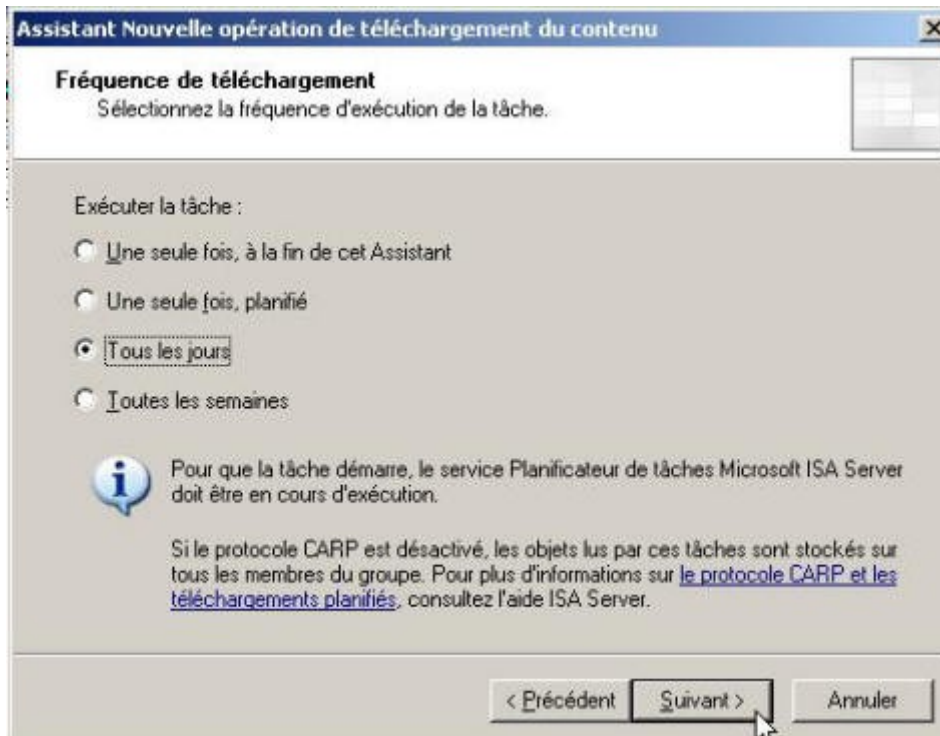 Assistant Nouvelle opération de téléchargement du contenu
Fréquence de téléchargement
Sélectionnez la fréquence d'exécution de la tâche.
Exécuter la tâche :
Une seule fois, à la fin de cet Assistant
Une seule fois, planifié
Tous les jours
Toutes les semaines
Pour que la tâche démarre, le service Planificateur de tâches Microsoft ISA Server
doit être en cours d'exécution.
Si le protocole CARP est désactivé, les objets lus par ces tâches sont stockés sur
tous les membres du groupe. Pour plus d'informations sur le protocole CARP et les
téléchargements planifiés, consultez l'aide ISA Server.
< Précédent Suivant > Annuler